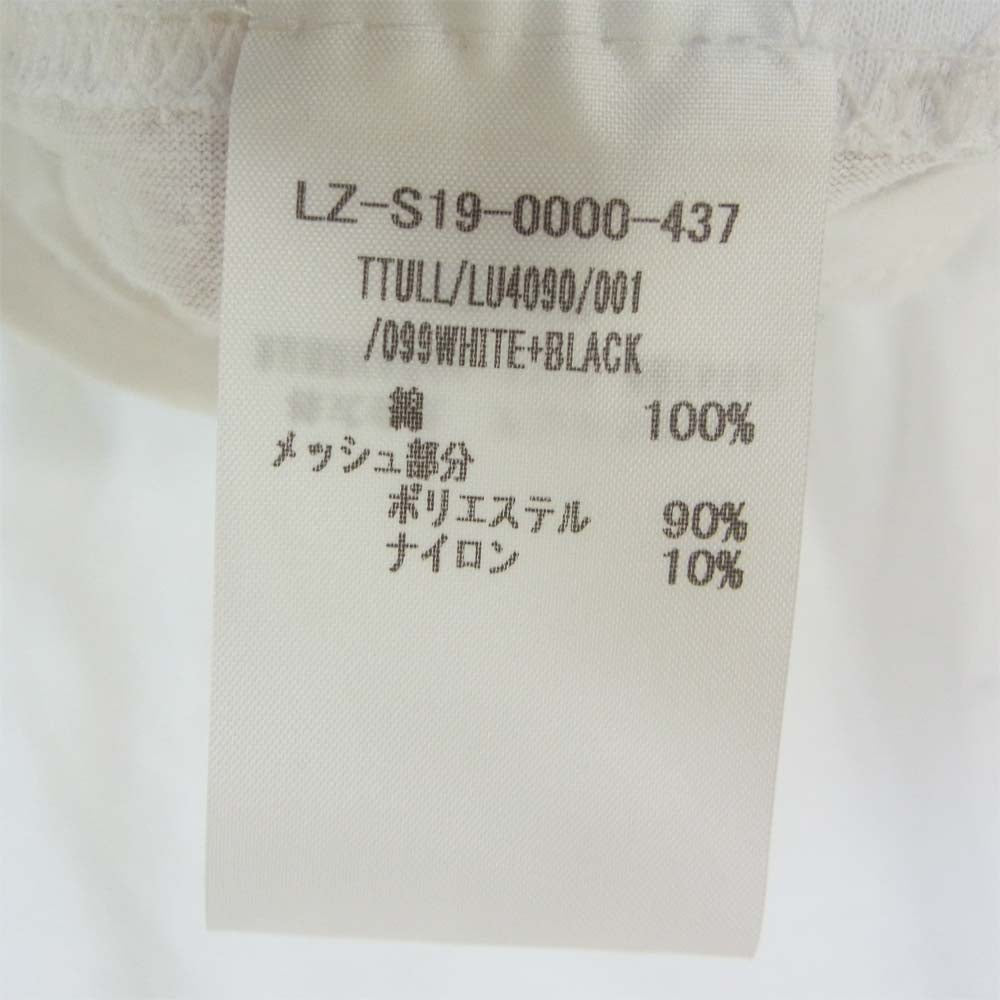 LZ-S19-0000-437
TTULL/LU4090/001
/099WHITE+BLACK
綿 100%
メッシュ部分
ポリエステル 90%
ナイロン 10%